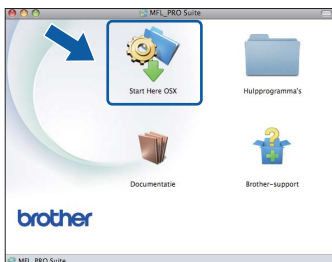 MFL_PRO Suite
Start Here OSX
Hulpprogramma's
Documentatie
Brother-support
brother
MFL_PRO Suite